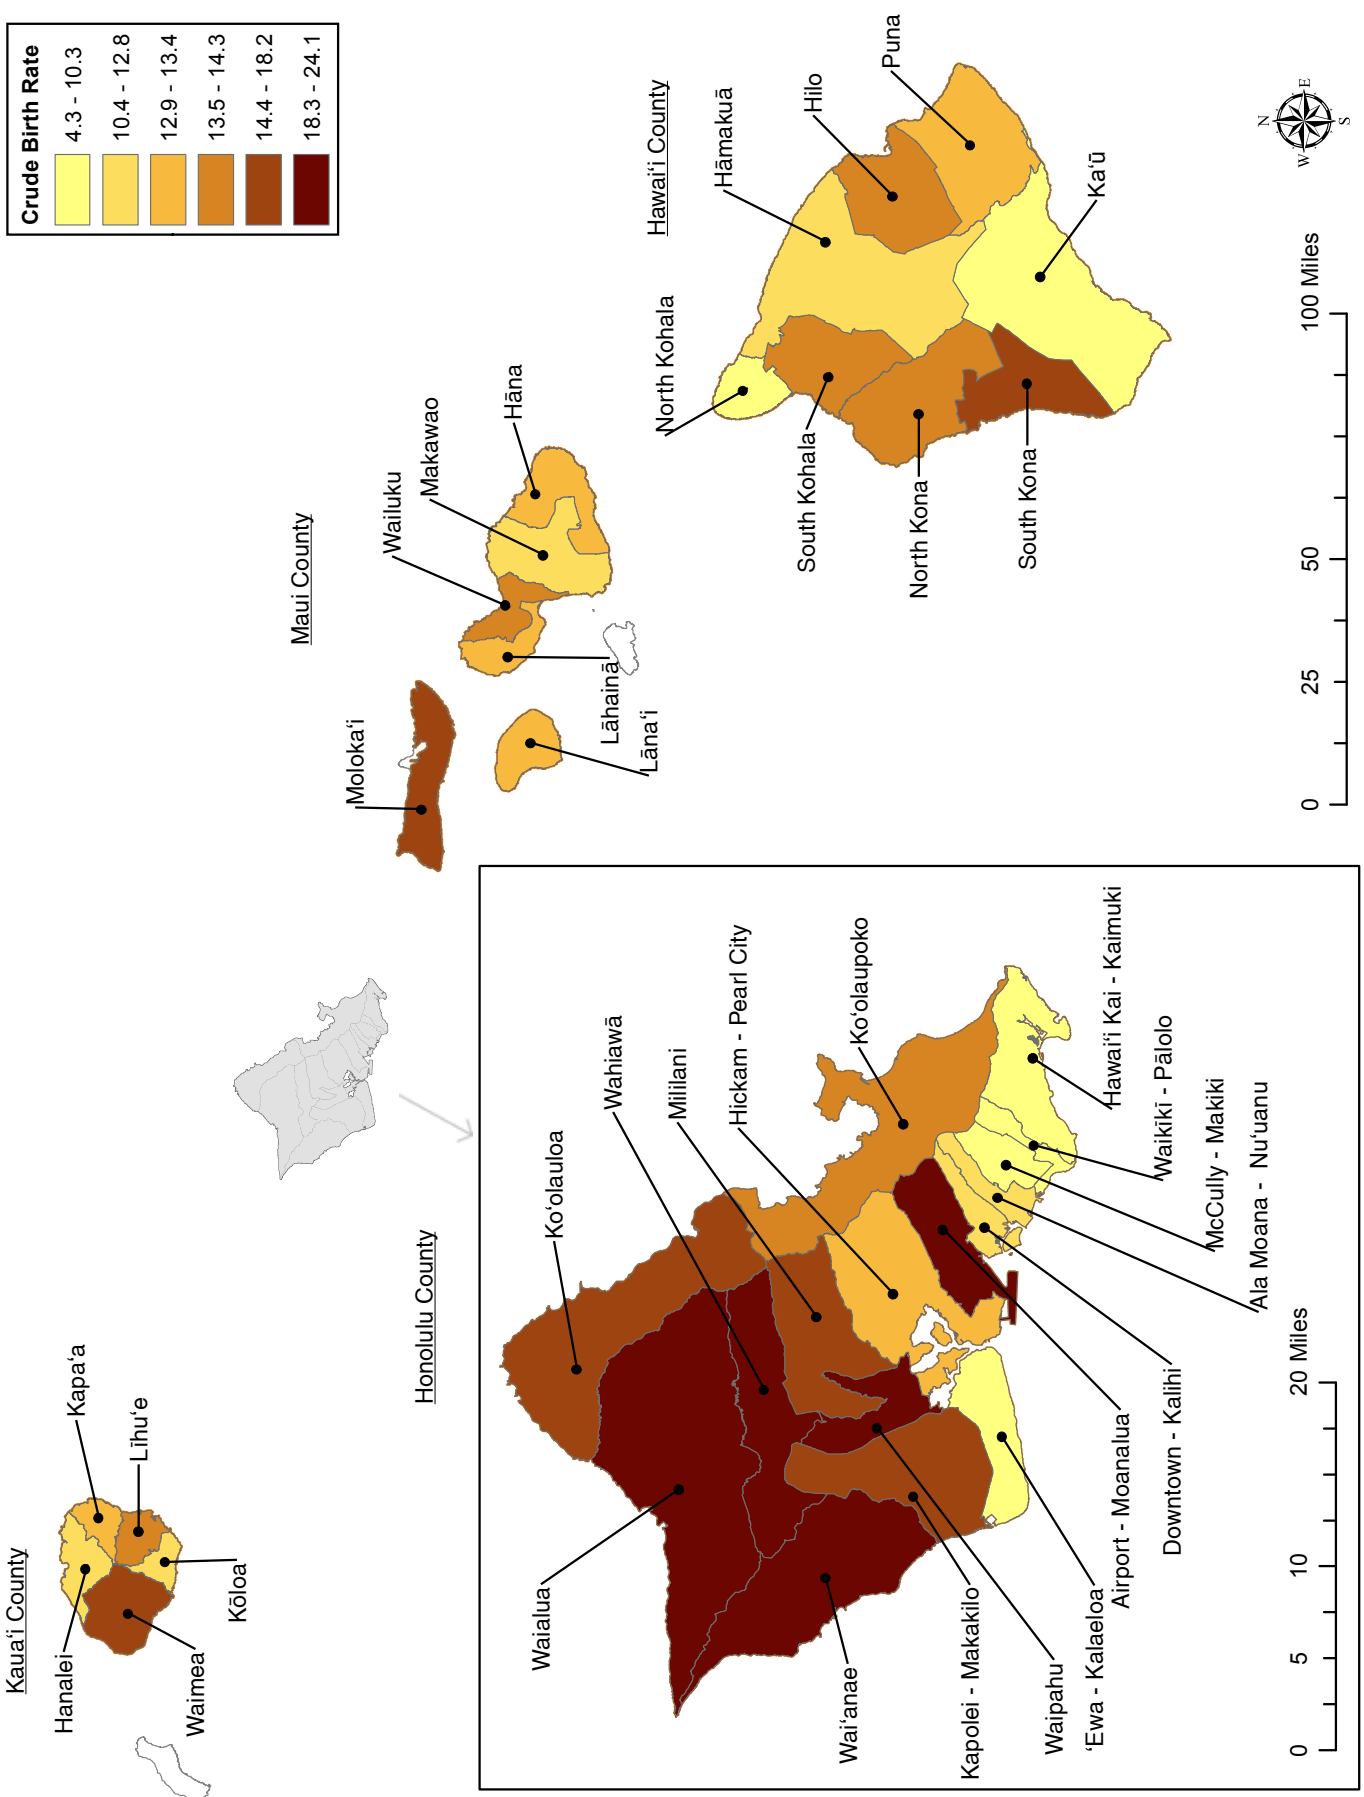 Crude Birth Rate
4.3 - 10.3
10.4 - 12.8
12.9 - 13.4
13.5 - 14.3
14.4 - 18.2
18.3 - 24.1
Kauaʻi County
Hanalei
Kapaʻa
Līhuʻe
Kōloa
Waimea
Honolulu County
Waialua
Koʻolauloa
Wahiawā
Mililani
Hickam - Pearl City
Koʻolaupoko
Hawaiʻi Kai - Kaimuki
Waikīkī - Pālolo
McCully - Makiki
Ala Moana - Nuʻuanu
Downtown - Kalihi
Airport - Moanalua
ʻEwa - Kalaeloa
Waipahu
Kapolei - Makakilo
Waiʻanae
0 5 10 20 Miles
Maui County
Molokaʻi
Wailuku
Makawao
Hāna
Lāhainā
Lānaʻi
Hawaiʻi County
North Kohala
Hāmakuā
Hilo
Puna
Kaʻū
South Kohala
North Kona
South Kona
0 25 50 100 Miles
N
W E
S